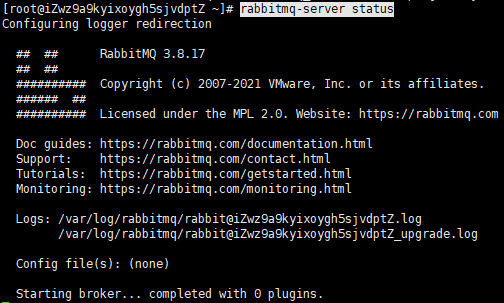 [root@iZwz9a9kyixoygh5sjvdptZ ~]# rabbitmq-server status
Configuring logger redirection
##  ##      RabbitMQ 3.8.17
##  ##
##########  Copyright (c) 2007-2021 VMware, Inc. or its affiliates.
######  ##
##########  Licensed under the MPL 2.0. Website: https://rabbitmq.com
Doc guides: https://rabbitmq.com/documentation.html
Support:    https://rabbitmq.com/contact.html
Tutorials:  https://rabbitmq.com/getstarted.html
Monitoring: https://rabbitmq.com/monitoring.html
Logs: /var/log/rabbitmq/rabbit@iZwz9a9kyixoygh5sjvdptZ.log
/var/log/rabbitmq/rabbit@iZwz9a9kyixoygh5sjvdptZ_upgrade.log
Config file(s): (none)
Starting broker... completed with 0 plugins.